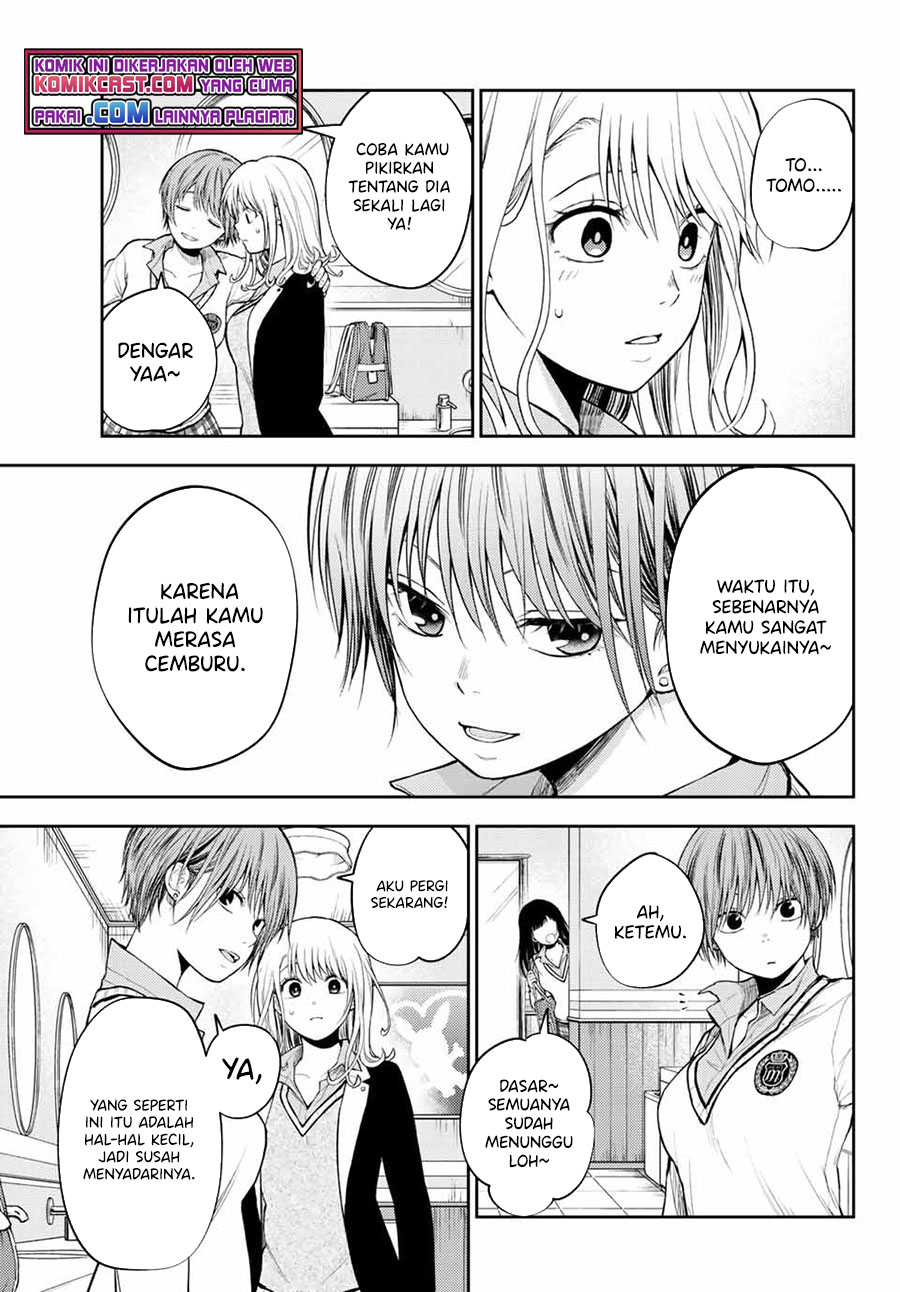 KOMIK INI DIKERJAKAN OLEH WEB
KOMIKCAST.COM YANG CUMA
PAKAI .COM LAINNYA PLAGIAT!
TO...
TOMO.....
COBA KAMU
PIKIRKAN
TENTANG DIA
SEKALI LAGI
YA!
DENGAR
YAA~
WAKTU ITU,
SEBENARNYA
KAMU SANGAT
MENYUKAINYA~
KARENA
ITULAH KAMU
MERASA
CEMBURU.
AH,
KETEMU.
DASAR~
SEMUANYA
SUDAH
MENUNGGU
LOH~
AKU PERGI
SEKARANG!
YA,
YANG SEPERTI
INI ITU ADALAH
HAL-HAL KECIL,
JADI SUSAH
MENYADARINYA.
m